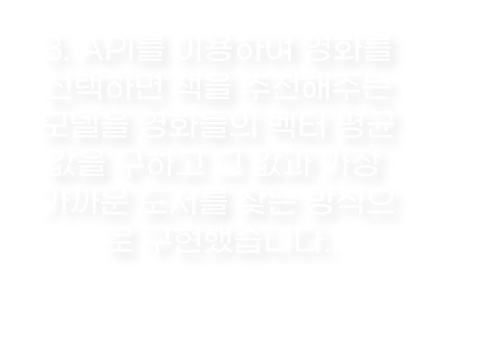 3. API를 이용하여 영화를
선택하면 책을 추천해주는
모델을 영화들의 벡터 평균
값을 구하고 그 값과 가장
가까운 도서를 찾는 방식으
로 구현했습니다.